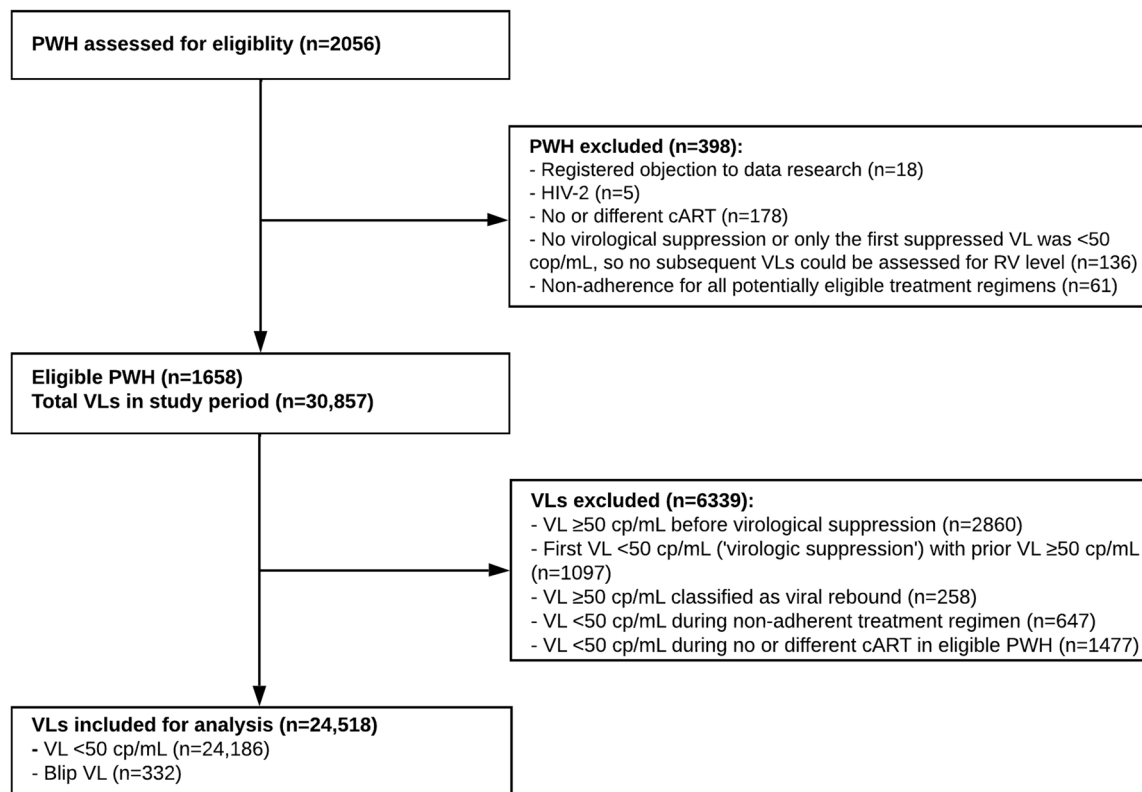 PWH assessed for eligiblity (n=2056)
PWH excluded (n=398):
- Registered objection to data research (n=18)
- HIV-2 (n=5)
- No or different cART (n=178)
- No virological suppression or only the first suppressed VL was <50
cop/mL, so no subsequent VLs could be assessed for RV level (n=136)
- Non-adherence for all potentially eligible treatment regimens (n=61)
Eligible PWH (n=1658)
Total VLs in study period (n=30,857)
VLs excluded (n=6339):
- VL ≥50 cp/mL before virological suppression (n=2860)
- First VL <50 cp/mL ('virologic suppression') with prior VL ≥50 cp/mL
(n=1097)
- VL ≥50 cp/mL classified as viral rebound (n=258)
- VL <50 cp/mL during non-adherent treatment regimen (n=647)
- VL <50 cp/mL during no or different cART in eligible PWH (n=1477)
VLs included for analysis (n=24,518)
- VL <50 cp/mL (n=24,186)
- Blip VL (n=332)